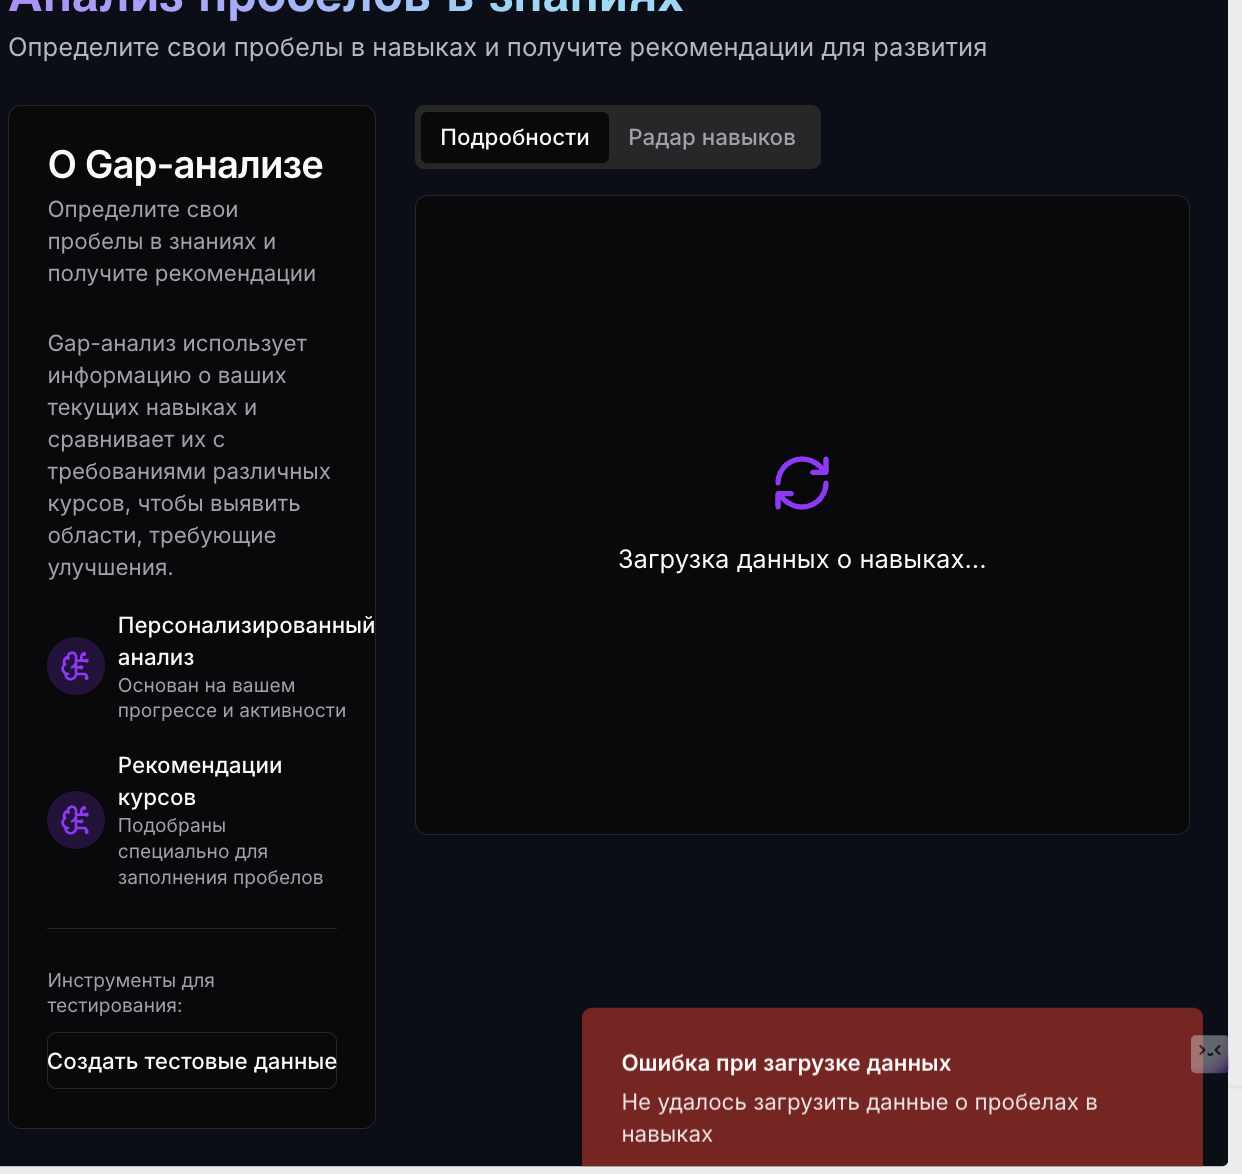 Анализ пробелов в знаниях
Определите свои пробелы в навыках и получите рекомендации для развития
О Gap-анализе
Определите свои
пробелы в знаниях и
получите рекомендации
Gap-анализ использует
информацию о ваших
текущих навыках и
сравнивает их с
требованиями различных
курсов, чтобы выявить
области, требующие
улучшения.
Персонализированный
анализ
Основан на вашем
прогрессе и активности
Рекомендации
курсов
Подобраны
специально для
заполнения пробелов
Инструменты для
тестирования:
Создать тестовые данные
Подробности
Радар навыков
Загрузка данных о навыках...
Ошибка при загрузке данных
Не удалось загрузить данные о пробелах в
навыках